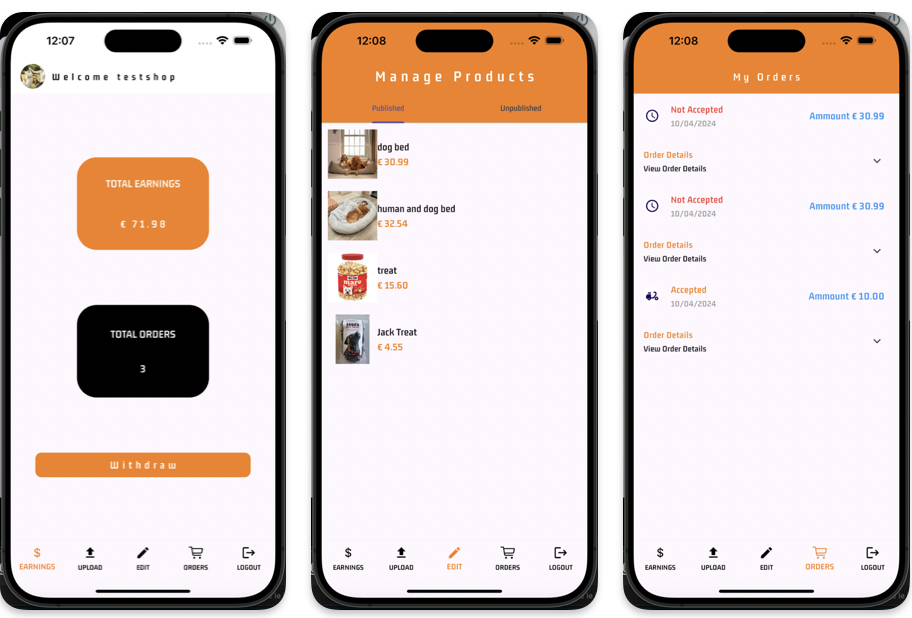 12:07
Welcome testshop
TOTAL EARNINGS
€ 71.98
TOTAL ORDERS
3
Withdraw
$
EARNINGS
UPLOAD
EDIT
ORDERS
LOGOUT
12:08
Manage Products
Published
Unpublished
dog bed
€ 30.99
human and dog bed
€ 32.54
treat
€ 15.60
Jack Treat
€ 4.55
$
EARNINGS
UPLOAD
EDIT
ORDERS
LOGOUT
12:08
My Orders
Not Accepted
Ammount € 30.99
10/04/2024
Order Details
View Order Details
Not Accepted
Ammount € 30.99
10/04/2024
Order Details
View Order Details
Accepted
Ammount € 10.00
10/04/2024
Order Details
View Order Details
$
EARNINGS
UPLOAD
EDIT
ORDERS
LOGOUT